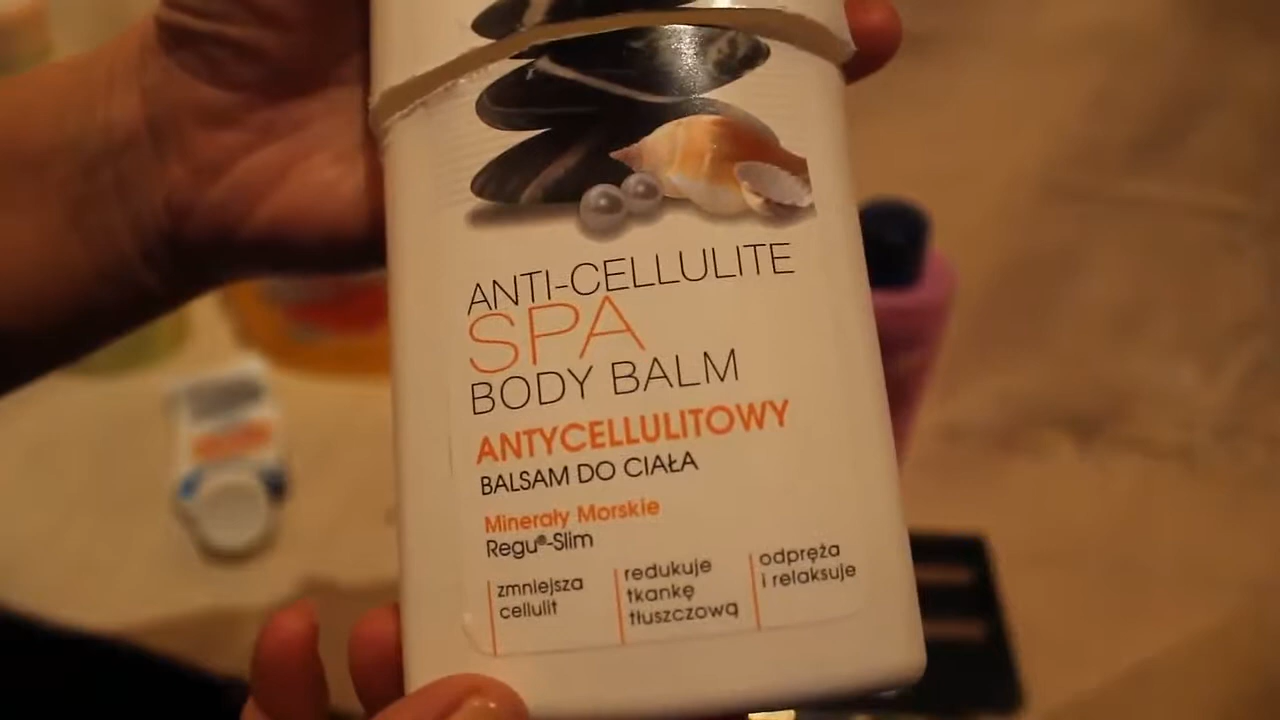 ANTI-CELLULITE
SPA
BODY BALM
ANTYCELLULITOWY
BALSAM DO CIAŁA
Minerały Morskie
Regu®-Slim
zmniejsza
cellulit
redukuje
tkankę
tłuszczową
odpręża
i relaksuje